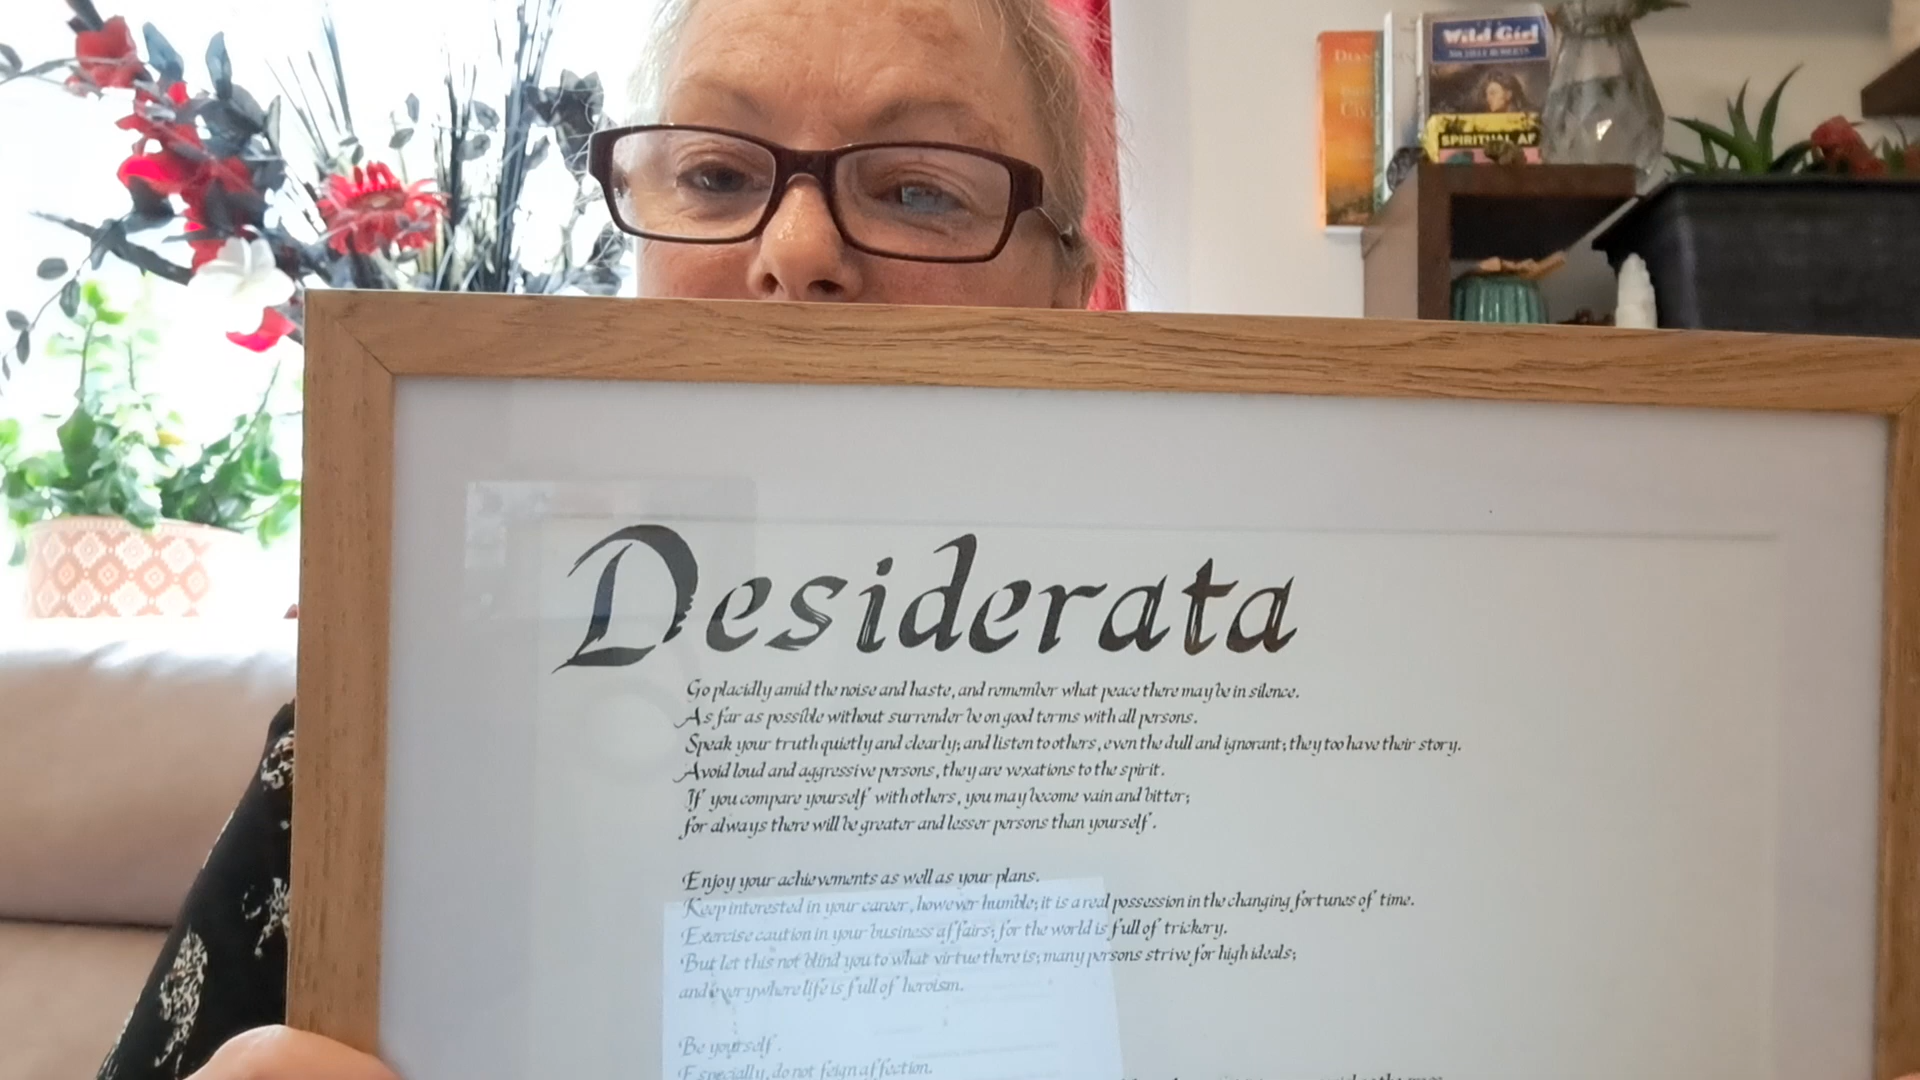 Wild Girl
MICHÈLE ROBERTS
SPIRITUAL AF
Desiderata
Go placidly amid the noise and haste, and remember what peace there may be in silence.
As far as possible without surrender be on good terms with all persons.
Speak your truth quietly and clearly; and listen to others, even the dull and ignorant; they too have their story.
Avoid loud and aggressive persons, they are vexations to the spirit.
If you compare yourself with others, you may become vain and bitter;
for always there will be greater and lesser persons than yourself.
Enjoy your achievements as well as your plans.
Keep interested in your career, however humble; it is a real possession in the changing fortunes of time.
Exercise caution in your business affairs; for the world is full of trickery.
But let this not blind you to what virtue there is; many persons strive for high ideals;
and everywhere life is full of heroism.
Be yourself.
Especially, do not feign affection.